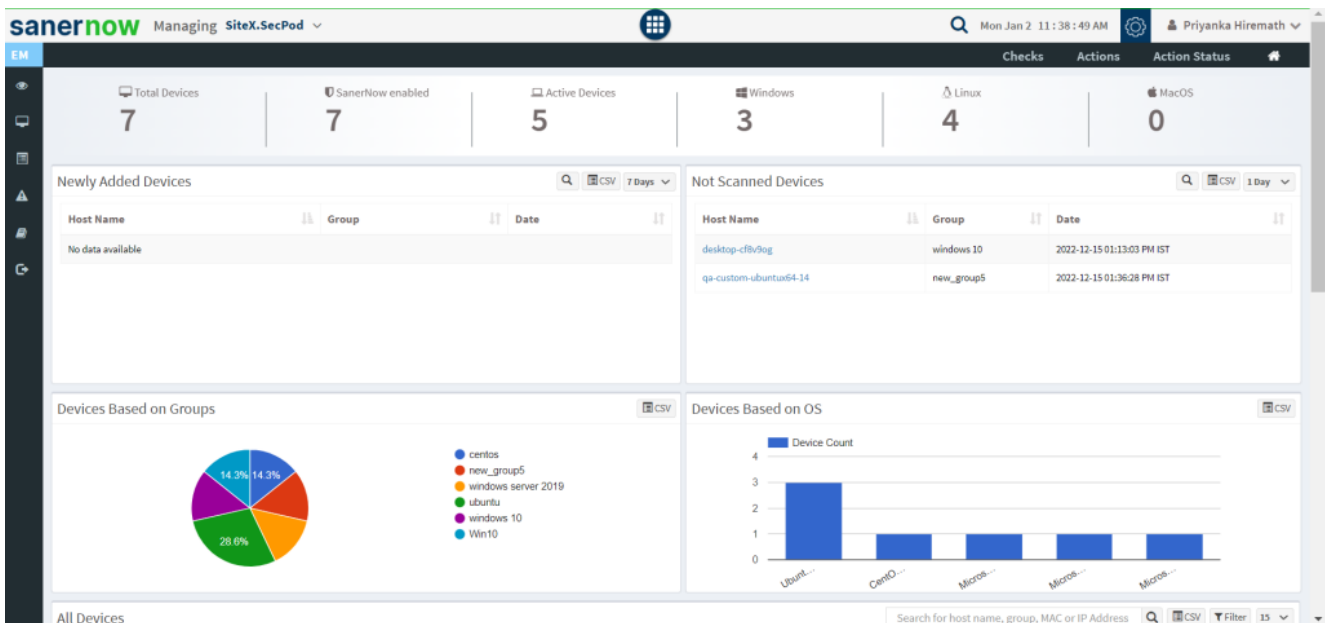 sanernow Managing SiteX.SecPod Mon Jan 2 11:38:49 AM Priyanka Hiremath
EM Checks Actions Action Status
Total Devices SanerNow enabled Active Devices Windows Linux MacOS
7 7 5 3 4 0
Newly Added Devices CSV 7 Days
Host Name Group Date
No data available
Not Scanned Devices CSV 1 Day
Host Name Group Date
desktop-cf8v9og windows 10 2022-12-15 01:13:03 PM IST
qa-custom-ubuntux64-14 new_group5 2022-12-15 01:36:28 PM IST
Devices Based on Groups CSV
14.3% 14.3%
28.6%
centos
new_group5
windows server 2019
ubuntu
windows 10
Win10
Devices Based on OS CSV
Device Count
4
3
2
1
0
Ubunt... CentO... Micros... Micros... Micros...
All Devices Search for host name, group, MAC or IP Address CSV Filter 15